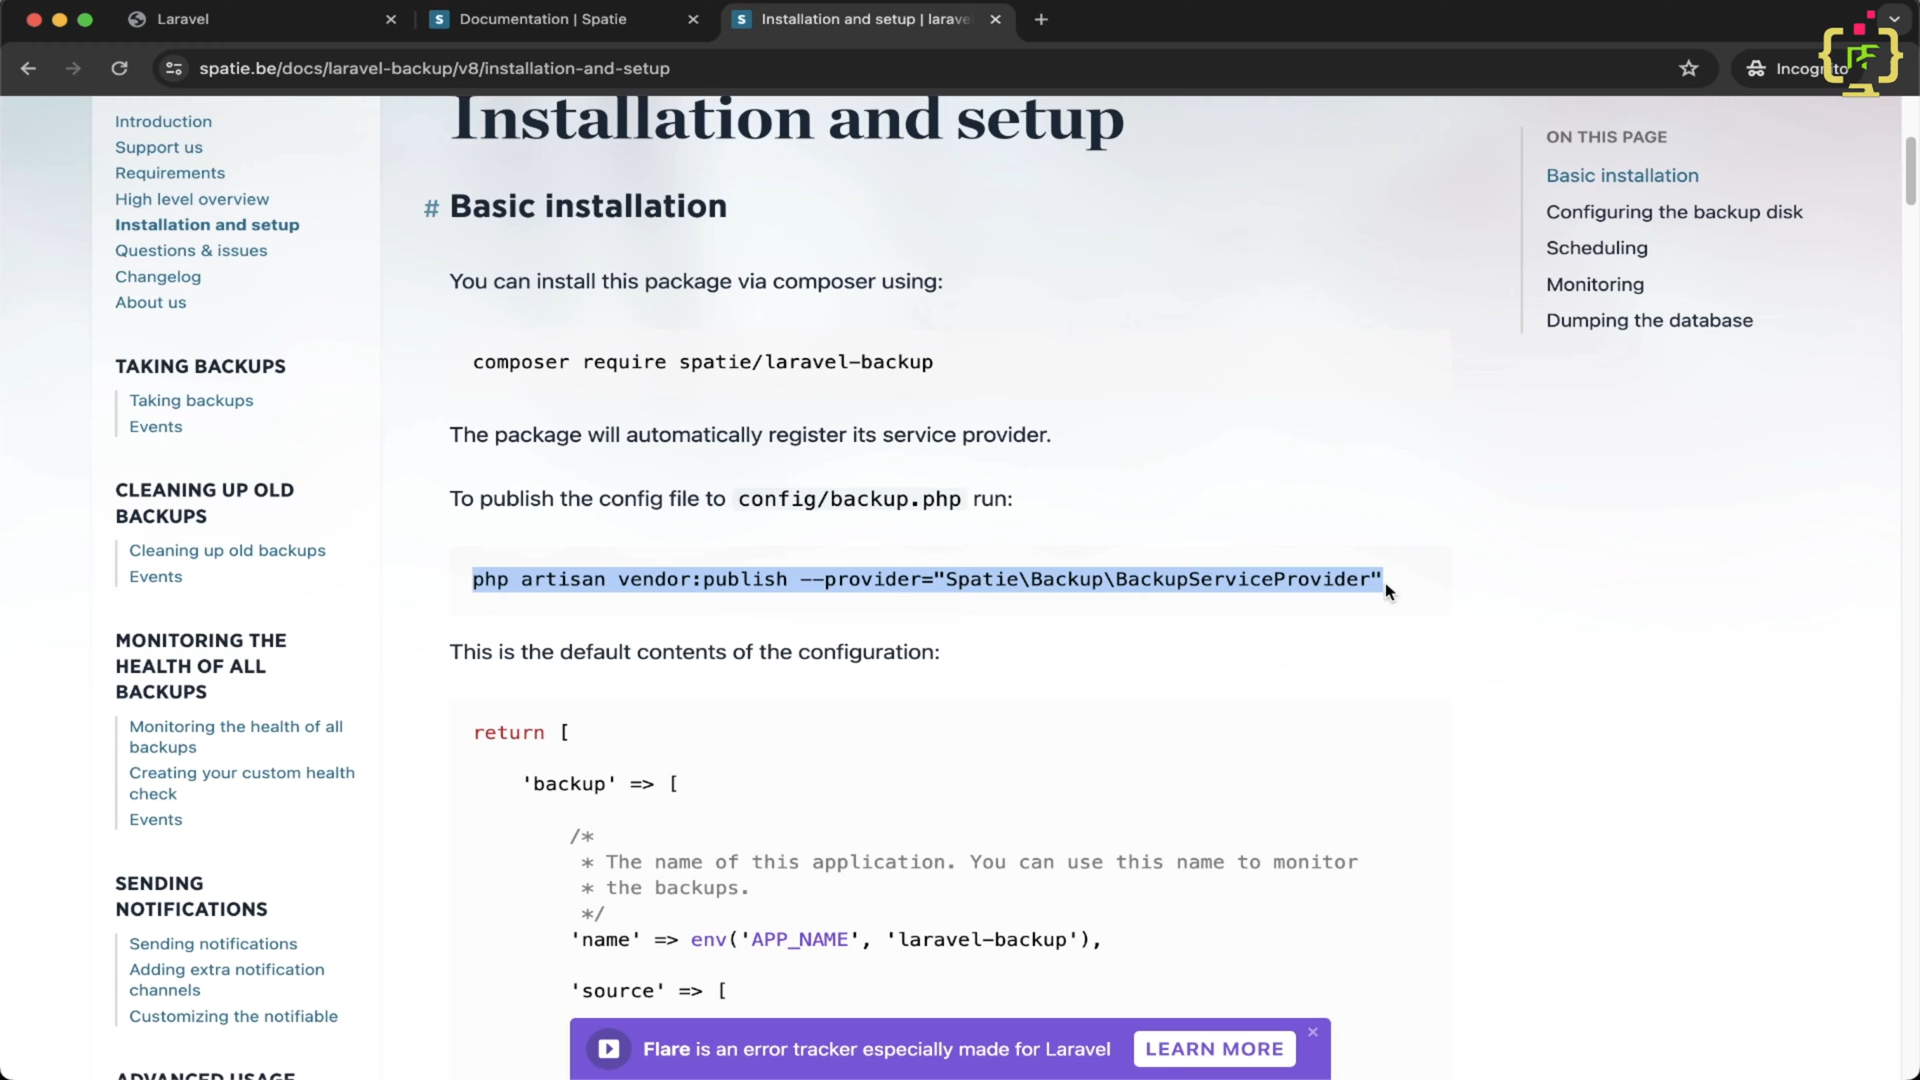 Laravel
Documentation | Spatie
Installation and setup | larave
spatie.be/docs/laravel-backup/v8/installation-and-setup
Incognito
Introduction
Support us
Requirements
High level overview
Installation and setup
Questions & issues
Changelog
About us
TAKING BACKUPS
Taking backups
Events
CLEANING UP OLD
BACKUPS
Cleaning up old backups
Events
MONITORING THE
HEALTH OF ALL
BACKUPS
Monitoring the health of all
backups
Creating your custom health
check
Events
SENDING
NOTIFICATIONS
Sending notifications
Adding extra notification
channels
Customizing the notifiable
ADVANCED USAGE
Installation and setup
# Basic installation
You can install this package via composer using:
composer require spatie/laravel-backup
The package will automatically register its service provider.
To publish the config file to config/backup.php run:
php artisan vendor:publish --provider="Spatie\Backup\BackupServiceProvider"
This is the default contents of the configuration:
return [
'backup' => [
/*
* The name of this application. You can use this name to monitor
* the backups.
*/
'name' => env('APP_NAME', 'laravel-backup'),
'source' => [
Flare is an error tracker especially made for Laravel
LEARN MORE
ON THIS PAGE
Basic installation
Configuring the backup disk
Scheduling
Monitoring
Dumping the database